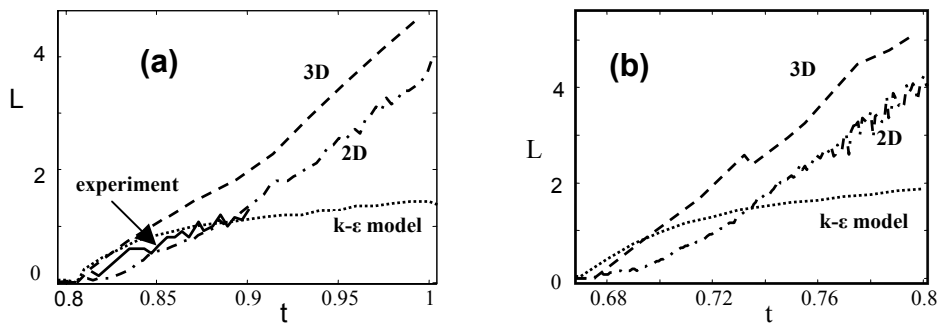 (a)
4
L
2
0
3D
2D
experiment
k-ε model
0.8 0.85 0.9 0.95 1
t
(b)
6
4
L
2
0
3D
2D
k-ε model
0.68 0.72 0.76 0.8
t